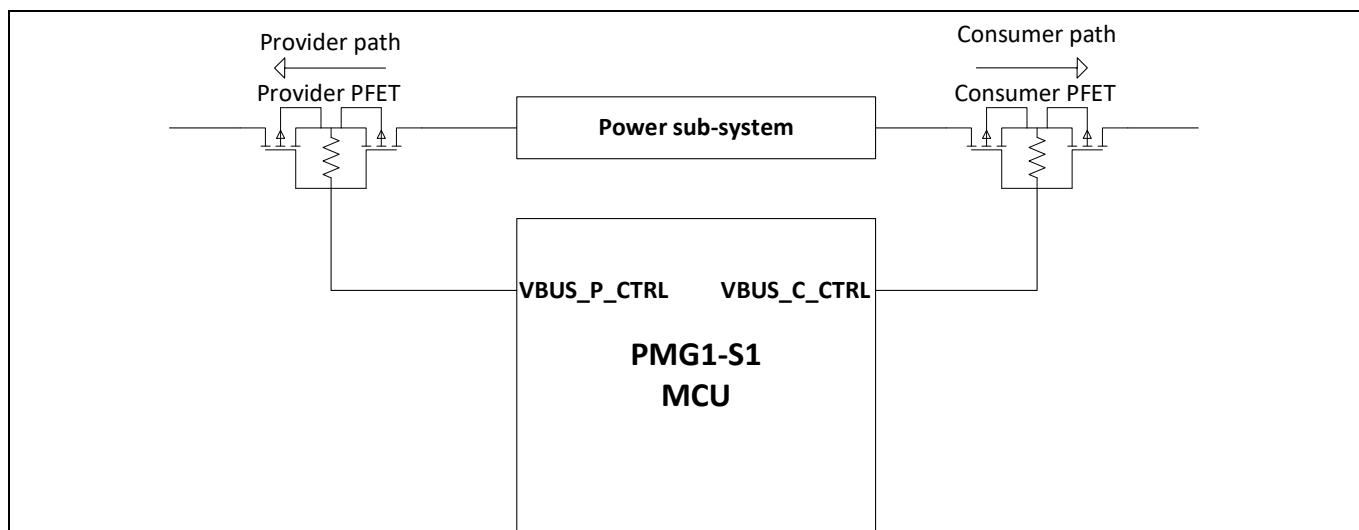 Provider path
Consumer path
Provider PFET
Consumer PFET
Power sub-system
VBUS_P_CTRL
VBUS_C_CTRL
PMG1-S1
MCU